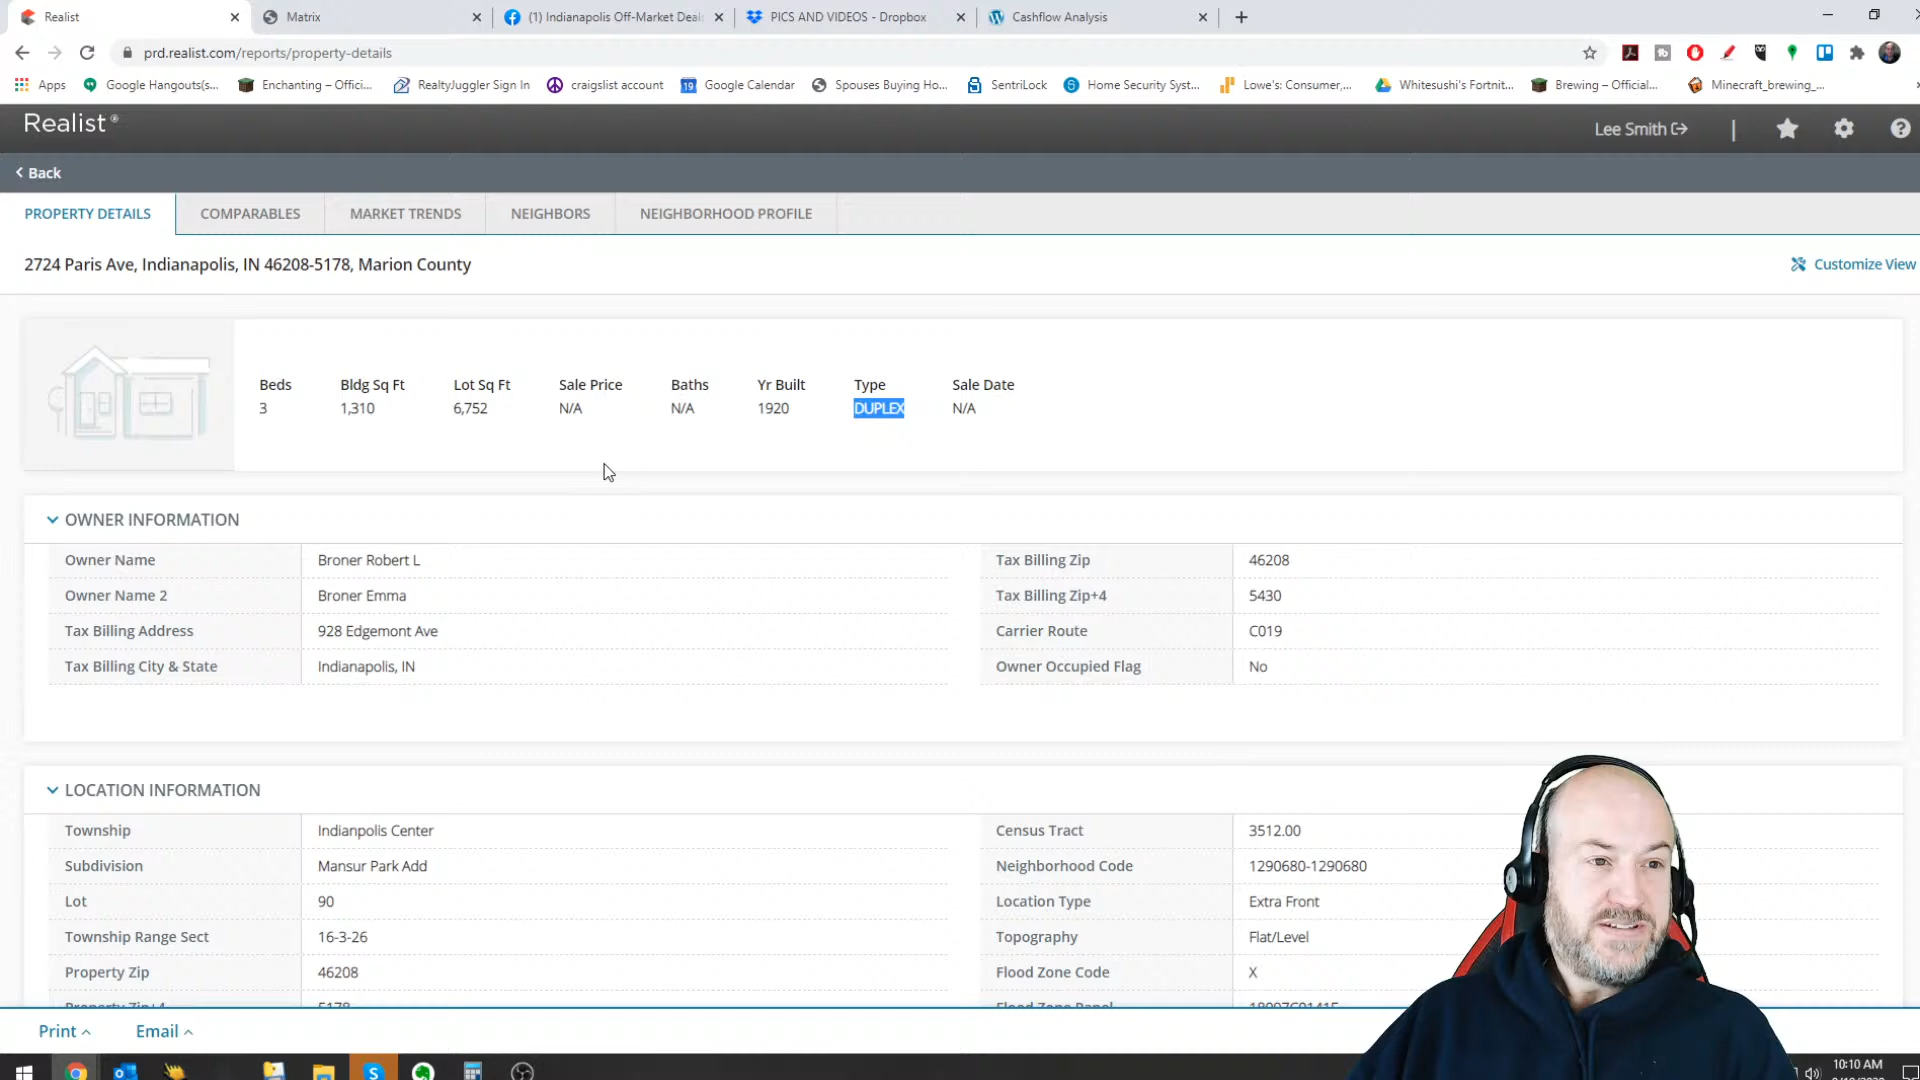 Realist
Matrix
(1) Indianapolis Off-Market Deal
PICS AND VIDEOS - Dropbox
Cashflow Analysis
prd.realist.com/reports/property-details
Apps
Google Hangouts(s...
Enchanting – Offici...
RealtyJuggler Sign In
craigslist account
19
Google Calendar
Spouses Buying Ho...
SentriLock
Home Security Syst...
Lowe's: Consumer,...
Whitesushi's Fortnit...
Brewing – Official...
Minecraft_brewing_...
Realist®
Lee Smith
Back
PROPERTY DETAILS
COMPARABLES
MARKET TRENDS
NEIGHBORS
NEIGHBORHOOD PROFILE
2724 Paris Ave, Indianapolis, IN 46208-5178, Marion County
Customize View
Beds Bldg Sq Ft Lot Sq Ft Sale Price Baths Yr Built Type Sale Date
3 1,310 6,752 N/A N/A 1920 DUPLEX N/A
OWNER INFORMATION
Owner Name Broner Robert L Tax Billing Zip 46208
Owner Name 2 Broner Emma Tax Billing Zip+4 5430
Tax Billing Address 928 Edgemont Ave Carrier Route C019
Tax Billing City & State Indianapolis, IN Owner Occupied Flag No
LOCATION INFORMATION
Township Indianpolis Center Census Tract 3512.00
Subdivision Mansur Park Add Neighborhood Code 1290680-1290680
Lot 90 Location Type Extra Front
Township Range Sect 16-3-26 Topography Flat/Level
Property Zip 46208 Flood Zone Code X
Property Zip+4 5178 Flood Zone Panel
Print
Email
10:10 AM